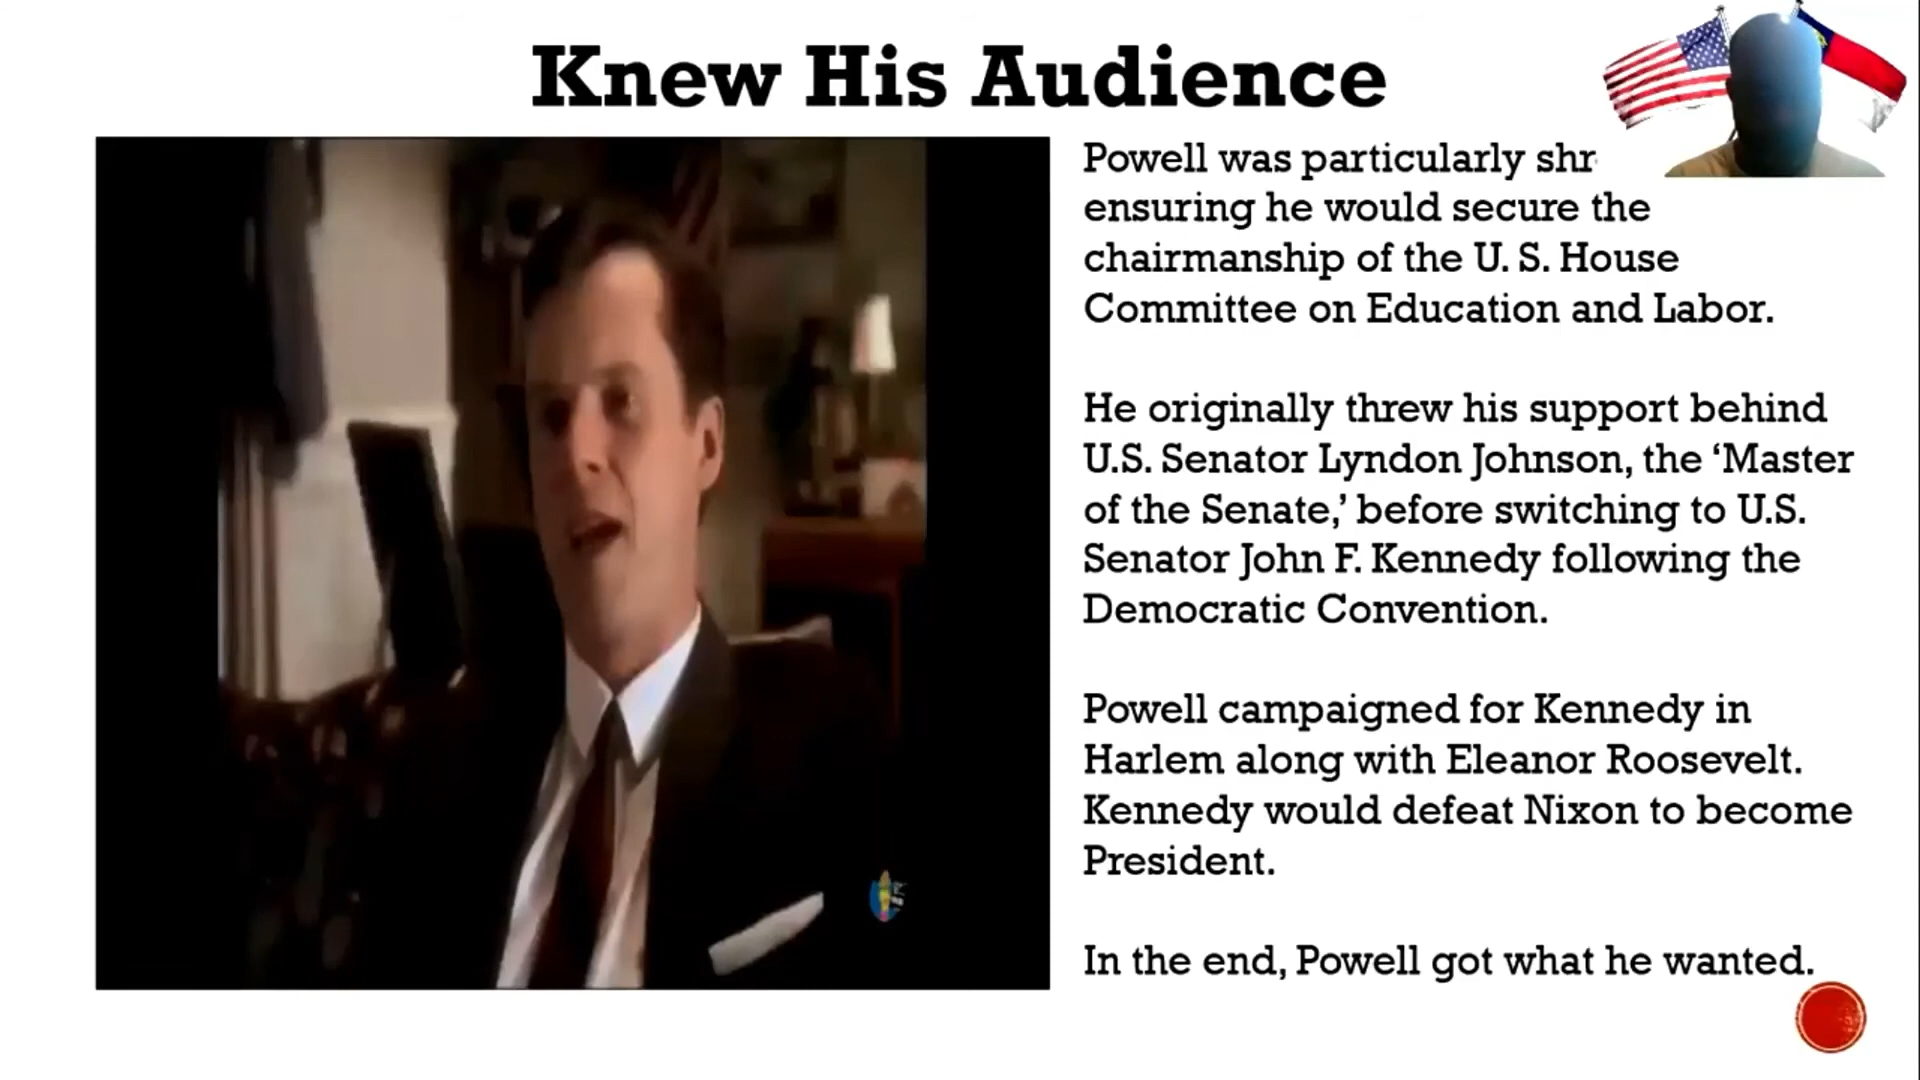 Knew His Audience
Powell was particularly
ensuring he would secure the
chairmanship of the U. S. House
Committee on Education and Labor.
He originally threw his support behind
U.S. Senator Lyndon Johnson, the ‘Master
of the Senate,’ before switching to U.S.
Senator John F. Kennedy following the
Democratic Convention.
Powell campaigned for Kennedy in
Harlem along with Eleanor Roosevelt.
Kennedy would defeat Nixon to become
President.
In the end, Powell got what he wanted.